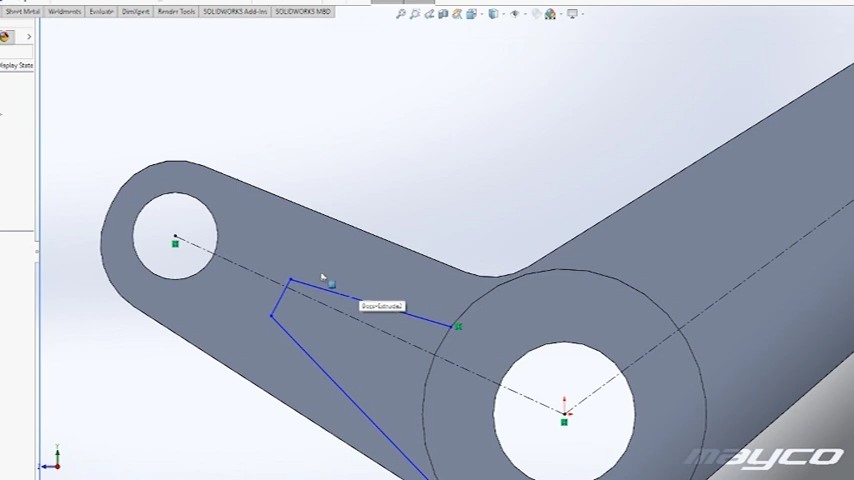 Sheet Metal Weldments Evaluate DimXpert Render Tools SOLIDWORKS Add-Ins SOLIDWORKS MBD
Display State
Boss-Extrude2
Y
Z
mayco